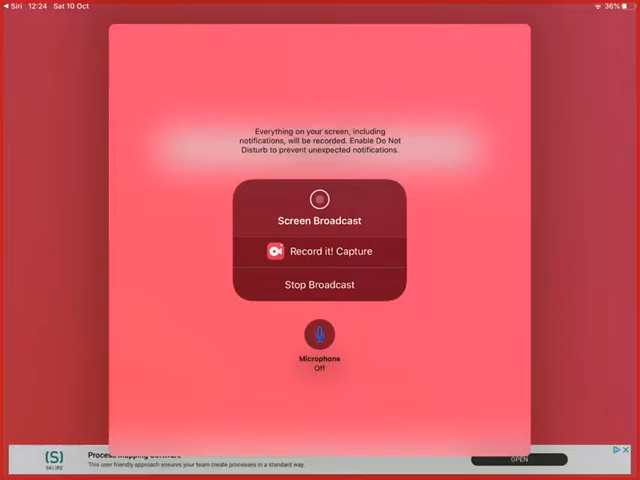 Siri 12:24 Sat 10 Oct 36%
Everything on your screen, including
notifications, will be recorded. Enable Do Not
Disturb to prevent unexpected notifications.
Screen Broadcast
Record it! Capture
Stop Broadcast
Microphone
Off
Process Mapping Software
This user friendly approach ensures your team create processes in a standard way.
OPEN